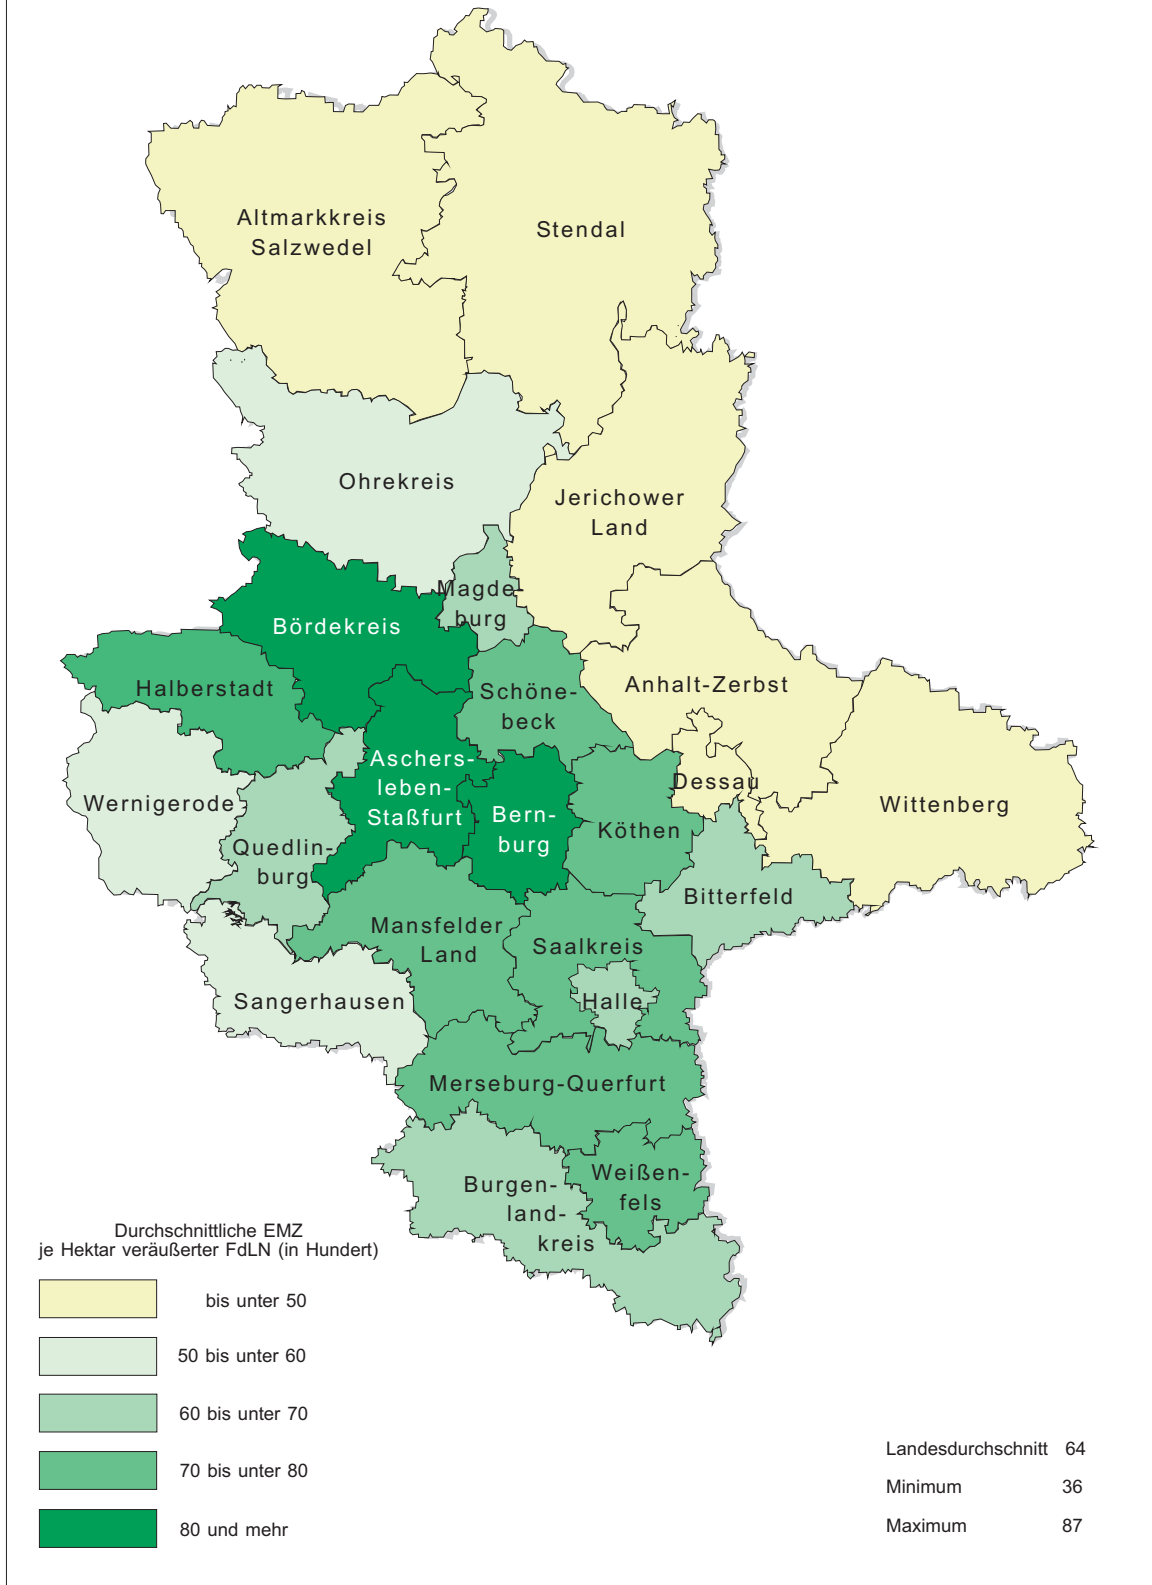 Altmarkkreis
Salzwedel
Stendal
Ohrekreis
Jerichower
Land
Magde-
burg
Bördekreis
Halberstadt
Schöne-
beck
Anhalt-Zerbst
Aschers-
leben-
Staßfurt
Dessau
Wernigerode
Bern-
burg
Köthen
Wittenberg
Quedlin-
burg
Bitterfeld
Mansfelder
Land
Saalkreis
Sangerhausen
Halle
Merseburg-Querfurt
Weißen-
fels
Burgen-
land-
kreis
Durchschnittliche EMZ
je Hektar veräußerter FdLN (in Hundert)
bis unter 50
50 bis unter 60
60 bis unter 70
70 bis unter 80
80 und mehr
Landesdurchschnitt 64
Minimum 36
Maximum 87